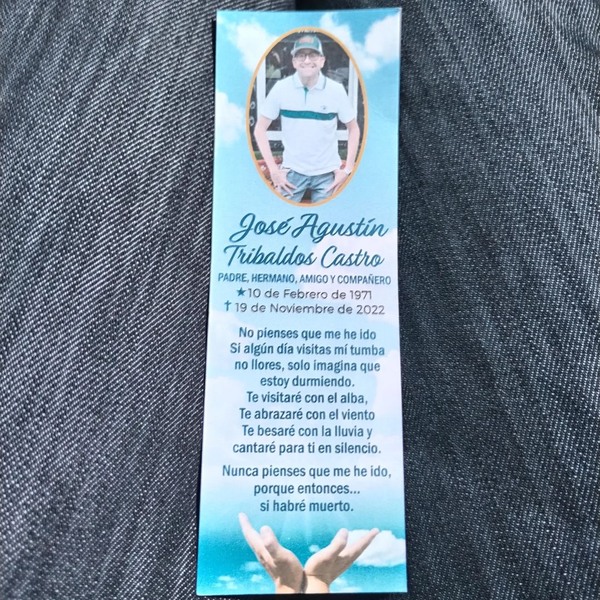 José Agustín
Tribaldos Castro
PADRE, HERMANO, AMIGO Y COMPAÑERO
★10 de Febrero de 1971
✝ 19 de Noviembre de 2022
No pienses que me he ido
Si algún día visitas mí tumba
no llores, solo imagina que
estoy durmiendo.
Te visitaré con el alba,
Te abrazaré con el viento
Te besaré con la lluvia y
cantaré para ti en silencio.
Nunca pienses que me he ido,
porque entonces...
si habré muerto.